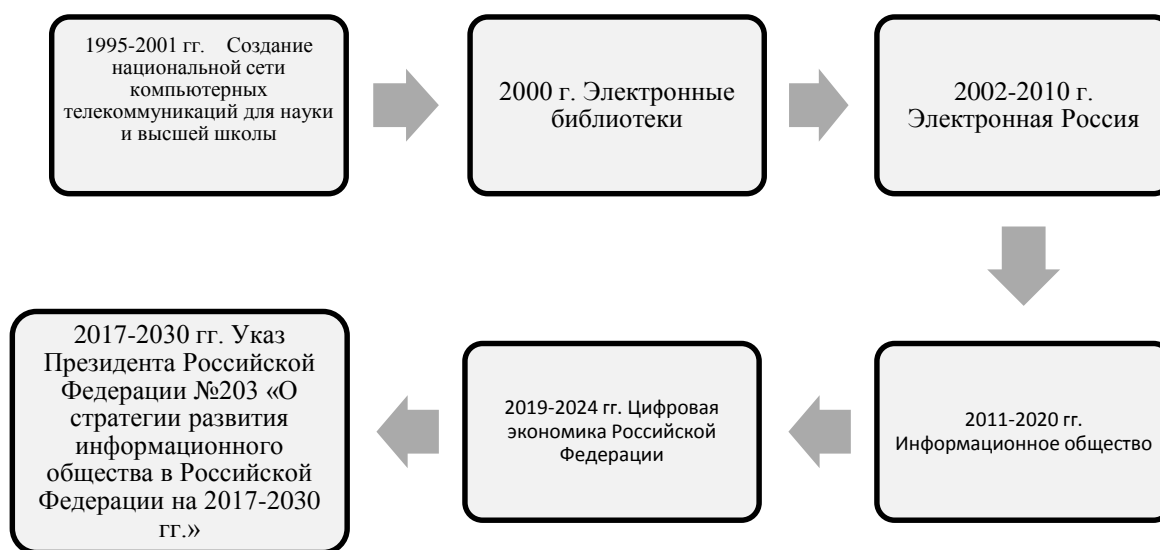 1995-2001 гг. Создание
национальной сети
компьютерных
телекоммуникаций для науки
и высшей школы
2000 г. Электронные
библиотеки
2002-2010 г.
Электронная Россия
2011-2020 гг.
Информационное общество
2019-2024 гг. Цифровая
экономика Российской
Федерации
2017-2030 гг. Указ
Президента Российской
Федерации №203 «О
стратегии развития
информационного
общества в Российской
Федерации на 2017-2030
гг.»